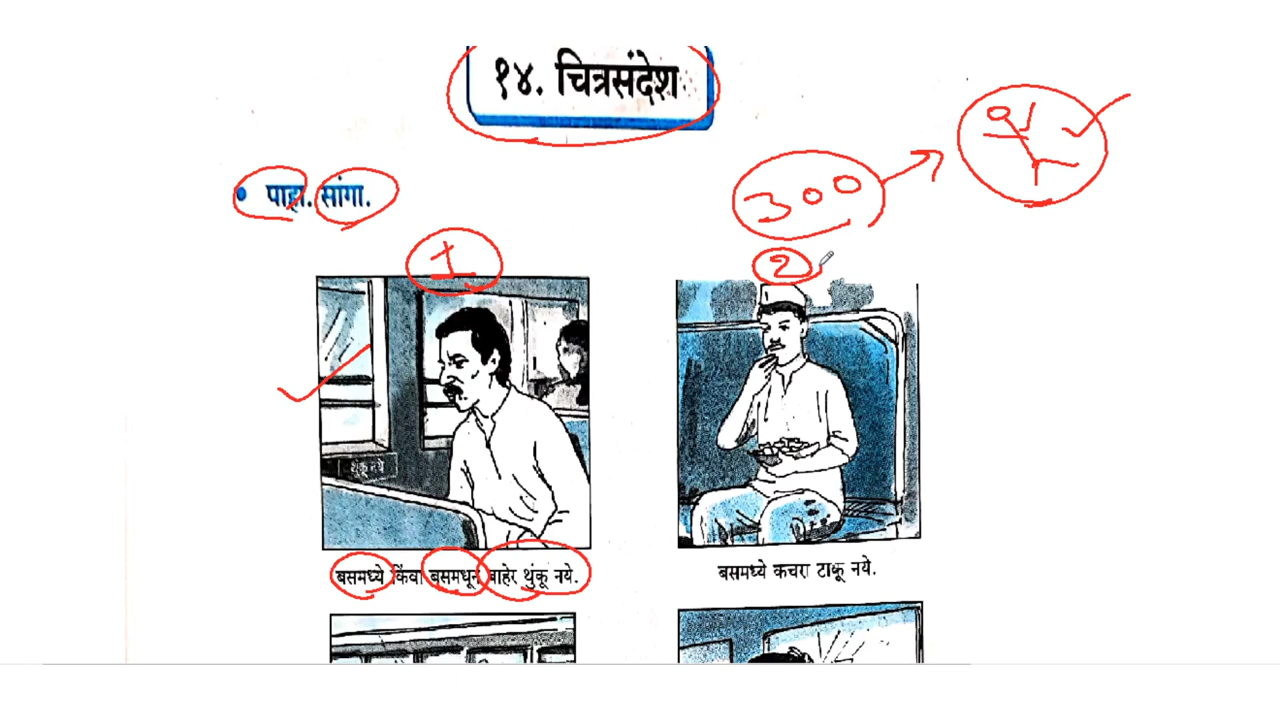 १४. चित्रसंदेश
• पाहा. सांगा.
300
1
2
थुंकू नये
बसमध्ये किंवा बसमधून बाहेर थुंकू नये.
बसमध्ये कचरा टाकू नये.